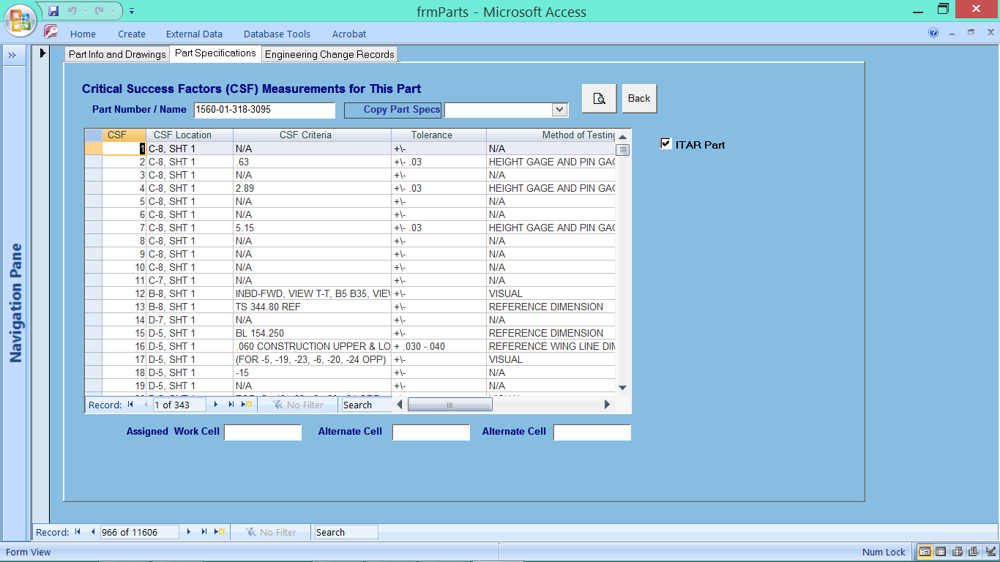 frmParts - Microsoft Access
Home Create External Data Database Tools Acrobat
Part Info and Drawings Part Specifications Engineering Change Records
Critical Success Factors (CSF) Measurements for This Part
Part Number / Name 1560-01-318-3095 Copy Part Specs Back
CSF CSF Location CSF Criteria Tolerance Method of Testing
1 C-8, SHT 1 N/A +\- N/A
2 C-8, SHT 1 .63 +\- .03 HEIGHT GAGE AND PIN GAG
3 C-8, SHT 1 N/A +\- N/A
4 C-8, SHT 1 2.89 +\- .03 HEIGHT GAGE AND PIN GAG
5 C-8, SHT 1 N/A +\- N/A
6 C-8, SHT 1 N/A +\- N/A
7 C-8, SHT 1 5.15 +\- .03 HEIGHT GAGE AND PIN GAG
8 C-8, SHT 1 N/A +\- N/A
9 C-8, SHT 1 N/A +\- N/A
10 C-8, SHT 1 N/A +\- N/A
11 C-7, SHT 1 N/A +\- N/A
12 B-8, SHT 1 INBD-FWD, VIEW T-T, B5 B35, VIEW +\- VISUAL
13 B-8, SHT 1 TS 344.80 REF +\- REFERENCE DIMENSION
14 D-7, SHT 1 N/A +\- N/A
15 D-5, SHT 1 BL 154.250 +\- REFERENCE DIMENSION
16 D-5, SHT 1 .060 CONSTRUCTION UPPER & LO + .030 -.040 REFERENCE WING LINE DIM
17 D-5, SHT 1 (FOR -5, -19, -23, -6, -20, -24 OPP) +\- VISUAL
18 D-5, SHT 1 -15 +\- N/A
19 D-5, SHT 1 N/A +\- N/A
ITAR Part
Record: 1 of 343 No Filter Search
Assigned Work Cell Alternate Cell Alternate Cell
Navigation Pane
Record: 966 of 11606 No Filter Search
Form View Num Lock